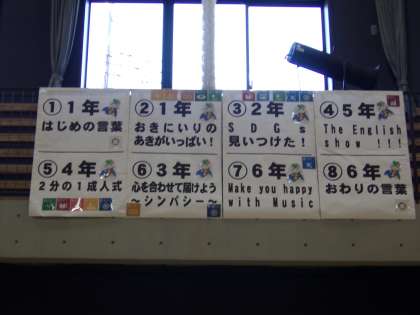 ①1年
はじめの言葉
②1年
おきにいりの
あきがいっぱい!
③2年
SDGs
見いつけた!
④5年
The English
show !!!
⑤4年
2分の1成人式
⑥3年
心を合わせて届けよう
～シンパシー～
⑦6年
Make you happy
with Music
⑧6年
おわりの言葉